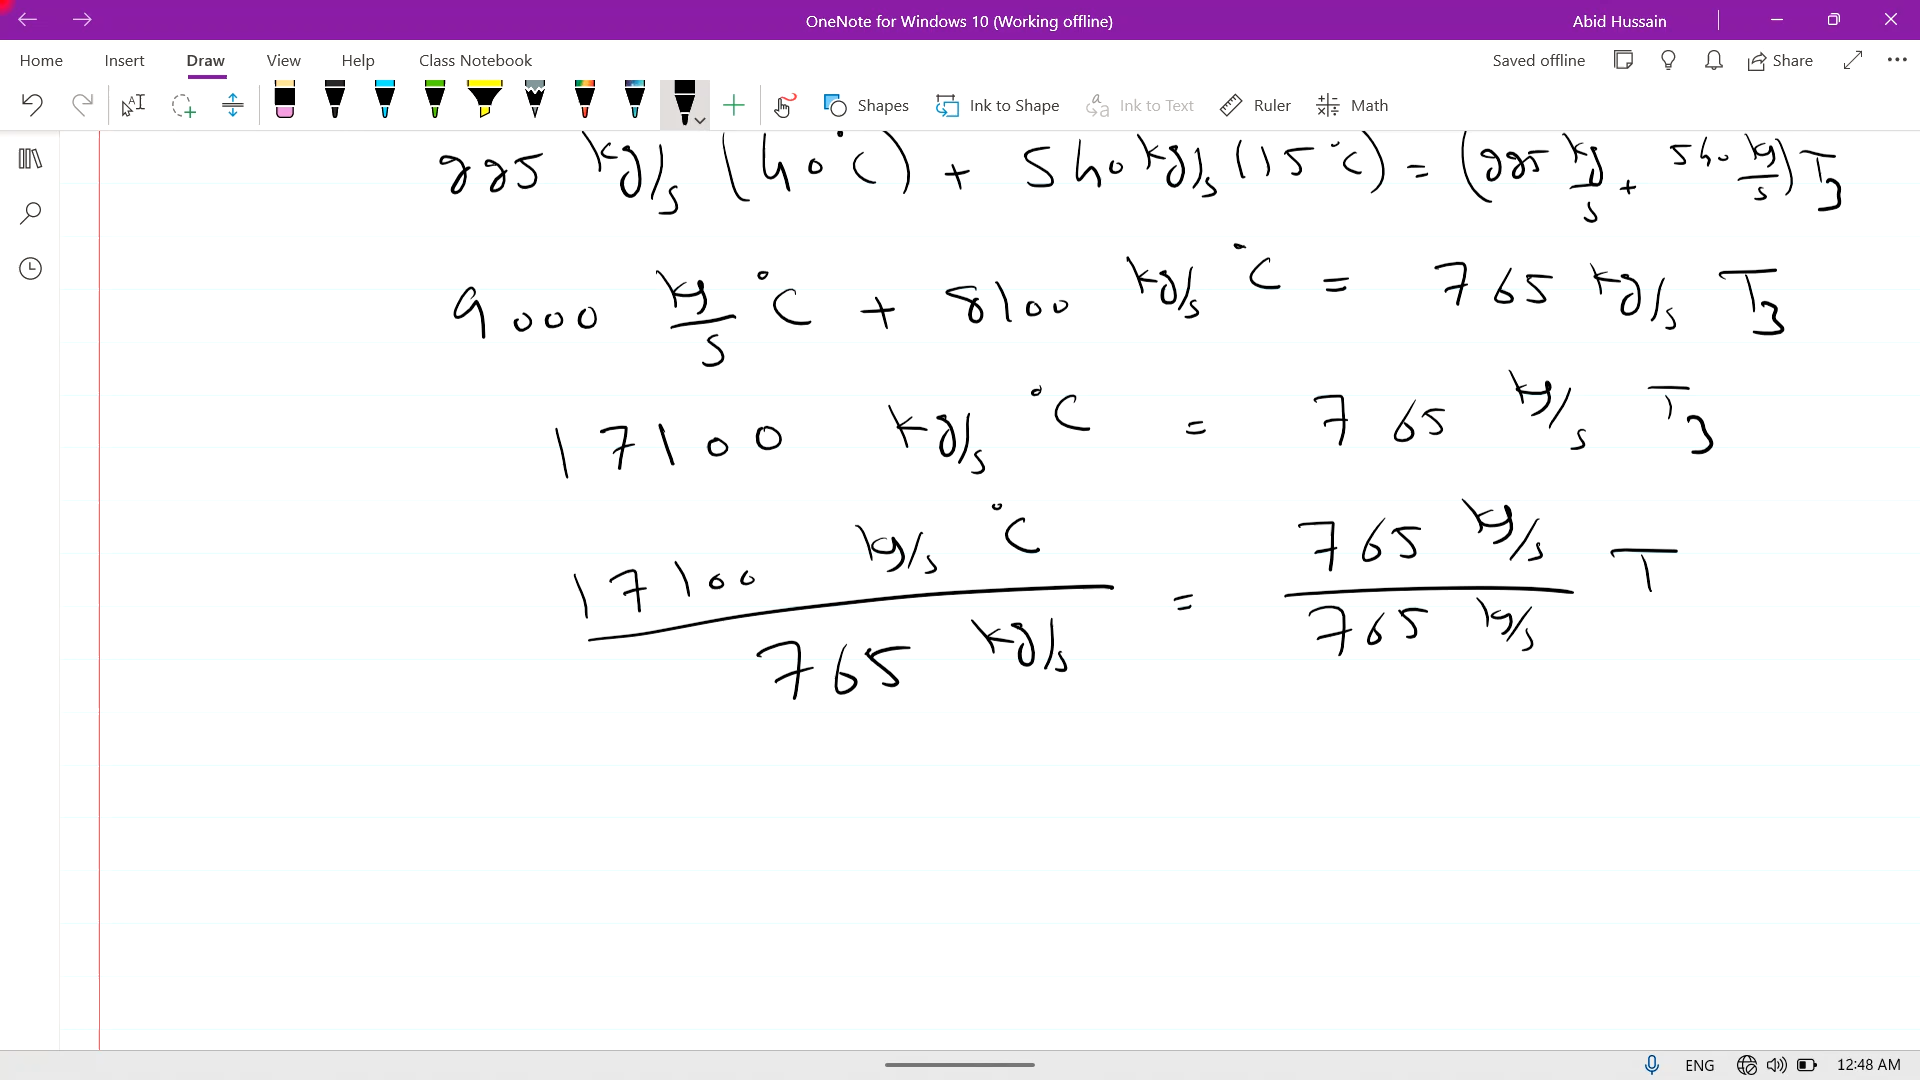 OneNote for Windows 10 (Working offline)
Abid Hussain
Home Insert Draw View Help Class Notebook
Saved offline Share
Shapes Ink to Shape Ink to Text Ruler Math
225 kg/s (40°C) + 540 kg/s (15°C) = (225 kg/s + 540 kg/s) T3
9000 kg/s °C + 8100 kg/s °C = 765 kg/s T3
17100 kg/s °C = 765 kg/s T3
17100 kg/s °C / 765 kg/s = 765 kg/s / 765 kg/s T
ENG 12:48 AM